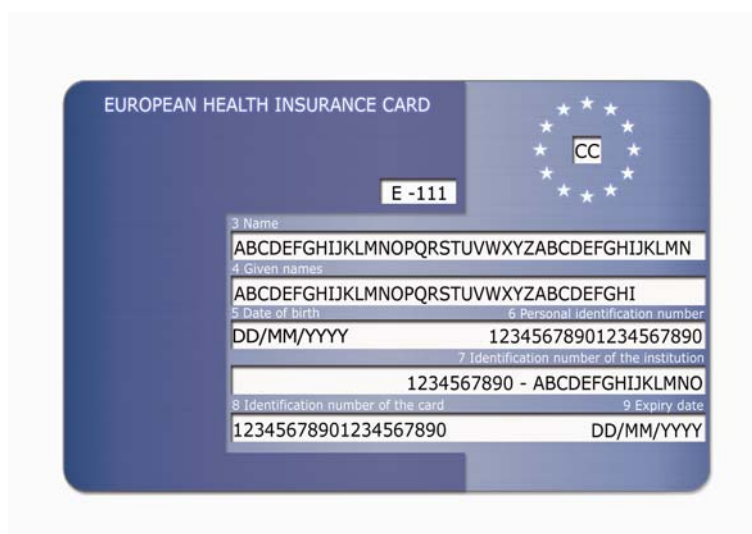 EUROPEAN HEALTH INSURANCE CARD
CC
E -111
3 Name
ABCDEFGHIJKLMNOPQRSTUVWXYZABCDEFGHIJKLMN
4 Given names
ABCDEFGHIJKLMNOPQRSTUVWXYZABCDEFGHI
5 Date of birth 6 Personal identification number
DD/MM/YYYY 12345678901234567890
7 Identification number of the institution
1234567890 - ABCDEFGHIJKLMNO
8 Identification number of the card 9 Expiry date
12345678901234567890 DD/MM/YYYY